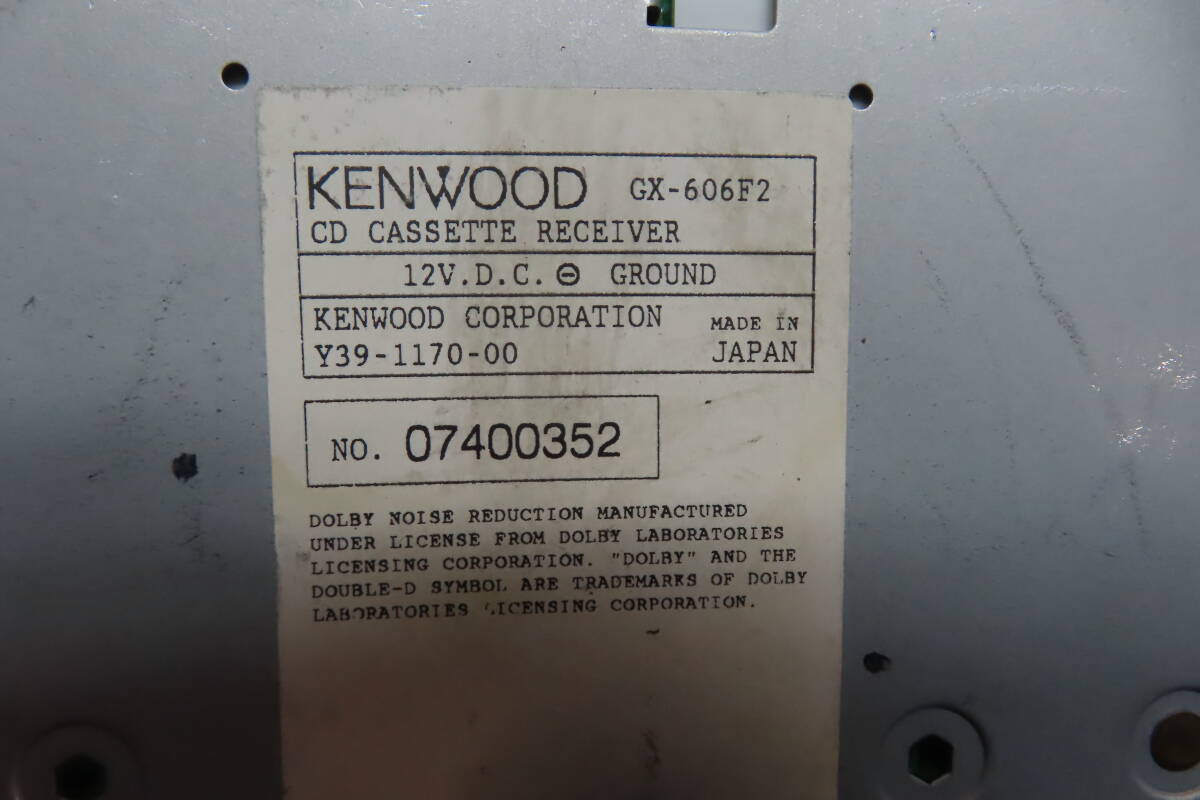 KENWOOD GX-606F2
CD CASSETTE RECEIVER
12V.D.C. ⊖ GROUND
KENWOOD CORPORATION MADE IN
Y39-1170-00 JAPAN
NO. 07400352
DOLBY NOISE REDUCTION MANUFACTURED
UNDER LICENSE FROM DOLBY LABORATORIES
LICENSING CORPORATION. "DOLBY" AND THE
DOUBLE-D SYMBOL ARE TRADEMARKS OF DOLBY
LABORATORIES LICENSING CORPORATION.